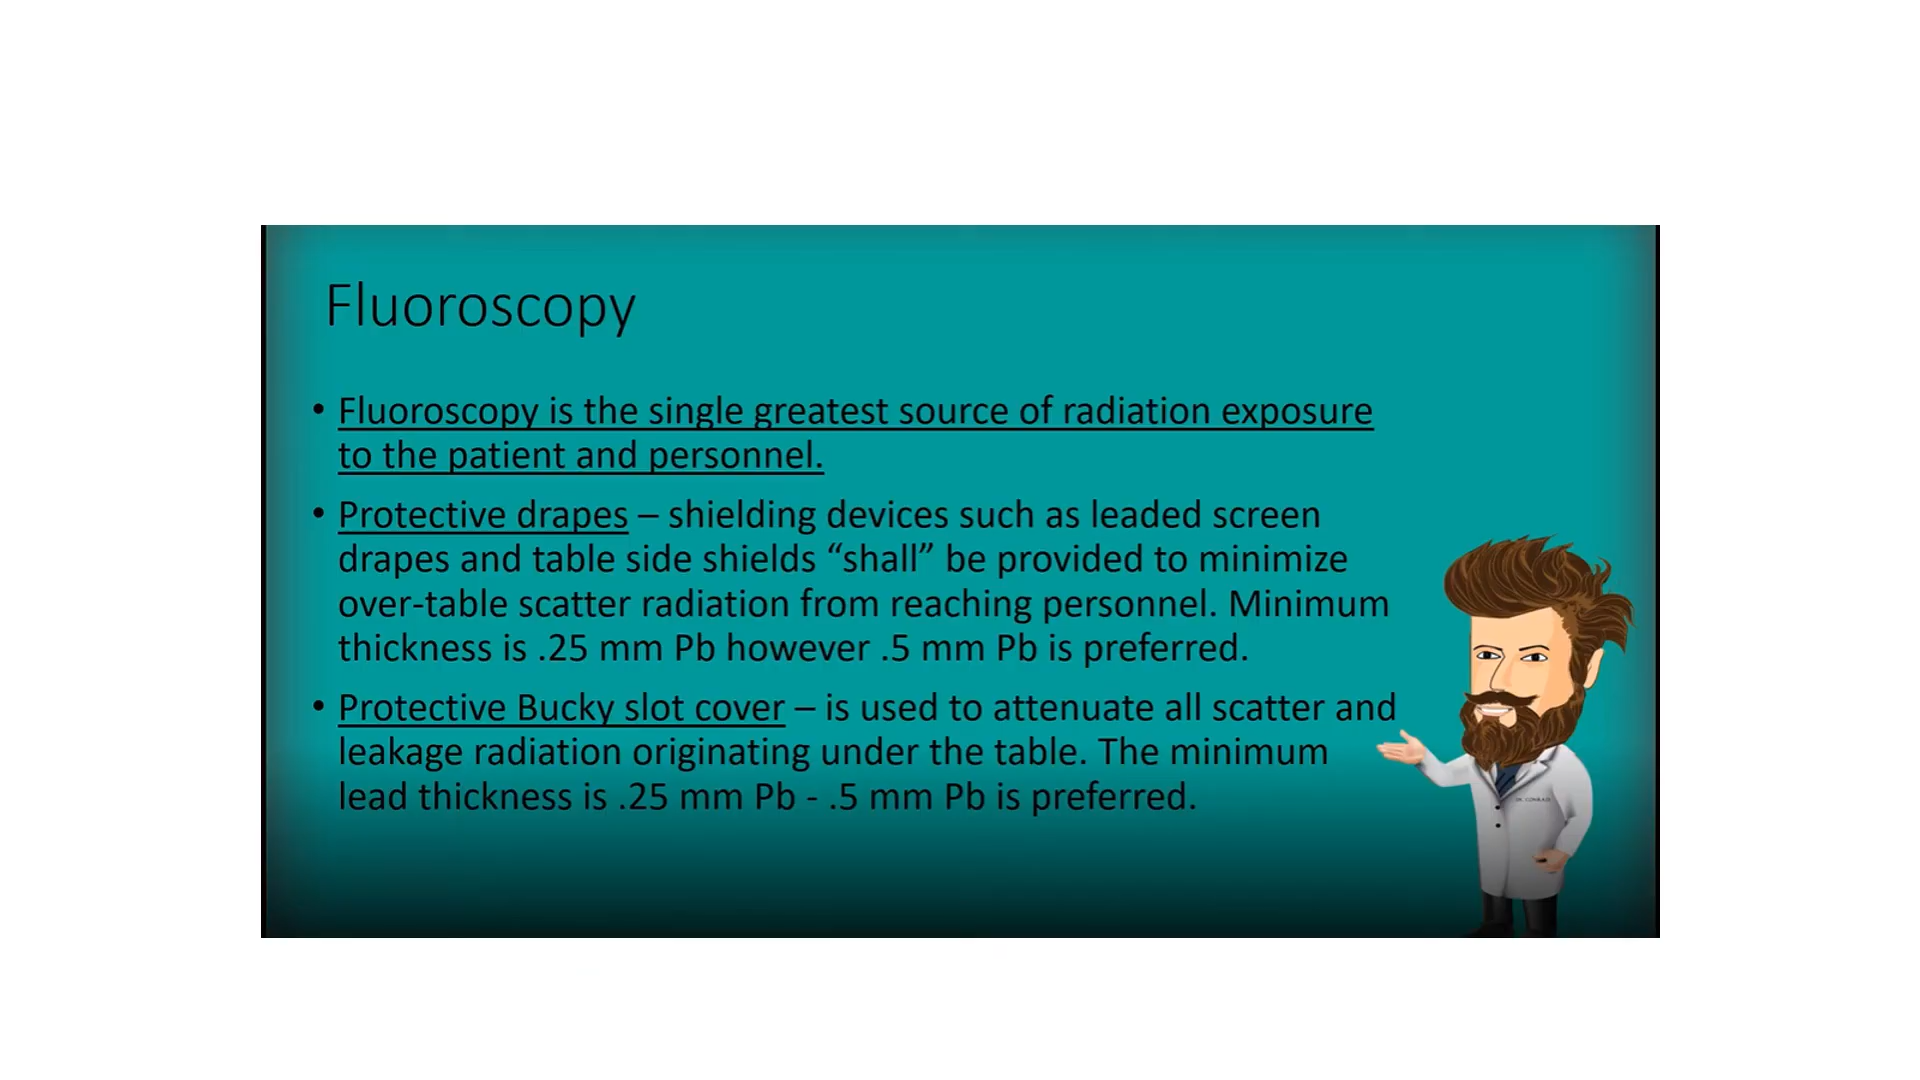 Fluoroscopy
• Fluoroscopy is the single greatest source of radiation exposure
to the patient and personnel.
• Protective drapes – shielding devices such as leaded screen
drapes and table side shields “shall” be provided to minimize
over-table scatter radiation from reaching personnel. Minimum
thickness is .25 mm Pb however .5 mm Pb is preferred.
• Protective Bucky slot cover – is used to attenuate all scatter and
leakage radiation originating under the table. The minimum
lead thickness is .25 mm Pb - .5 mm Pb is preferred.
DR. CONRAD